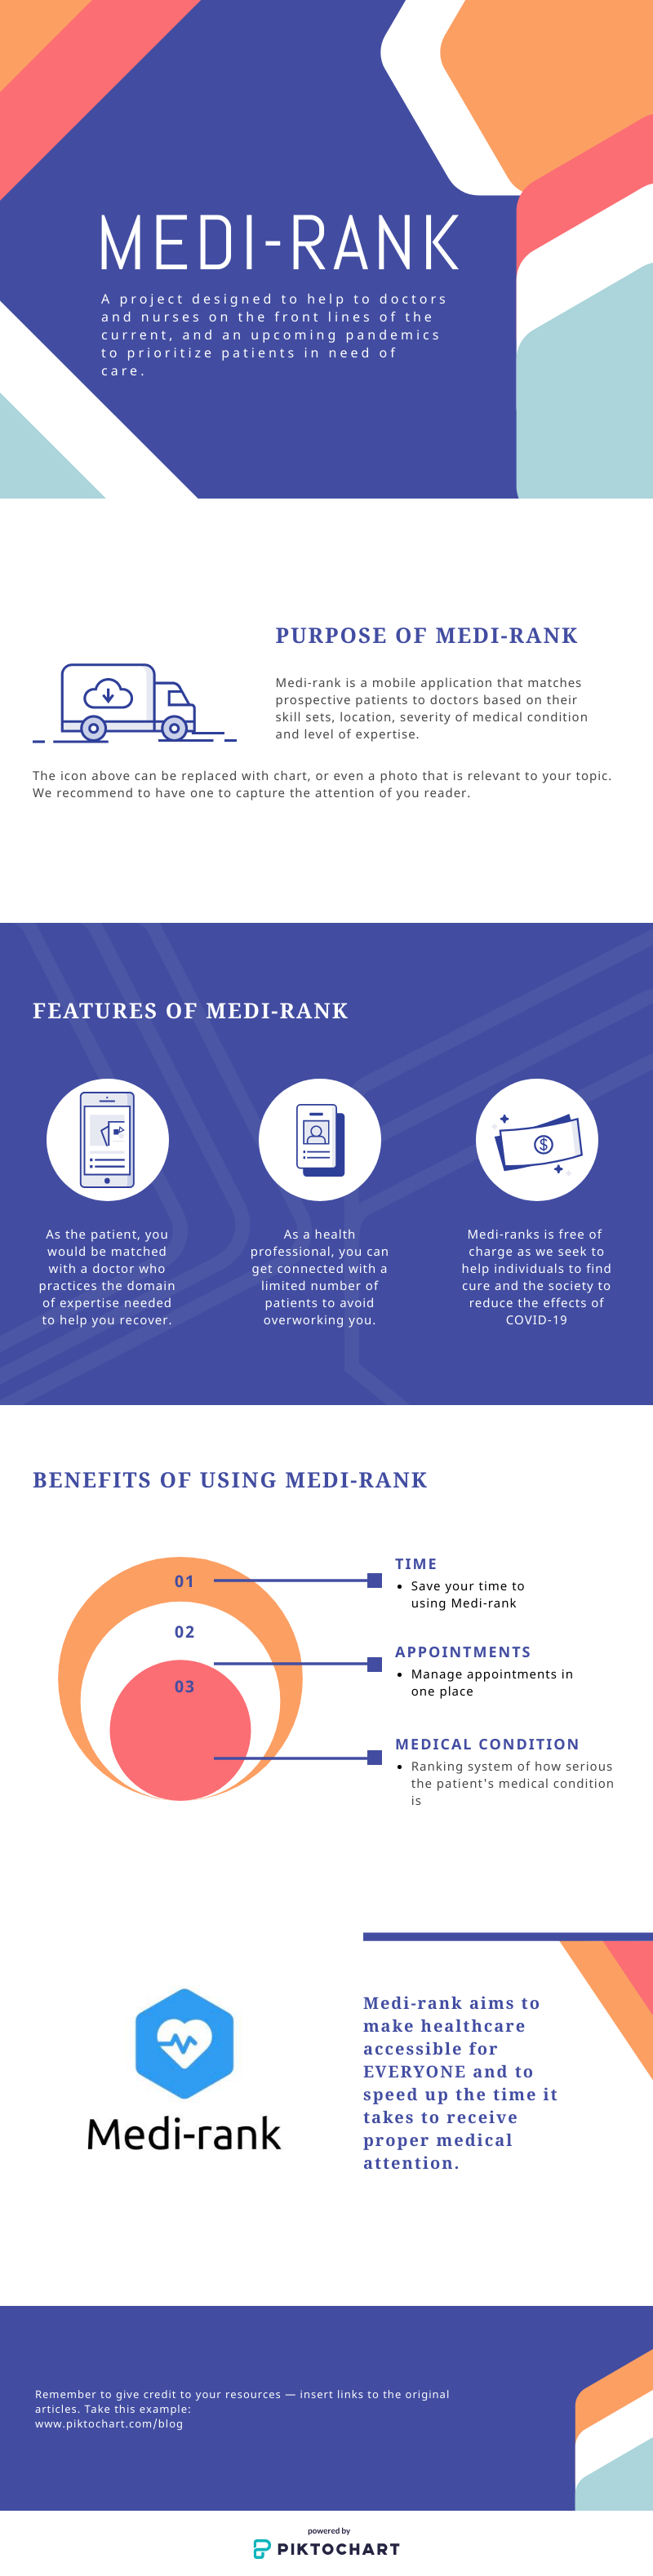 MEDI-RANK
A project designed to help to doctors
and nurses on the front lines of the
current, and an upcoming pandemics
to prioritize patients in need of
care.
PURPOSE OF MEDI-RANK
Medi-rank is a mobile application that matches
prospective patients to doctors based on their
skill sets, location, severity of medical condition
and level of expertise.
The icon above can be replaced with chart, or even a photo that is relevant to your topic.
We recommend to have one to capture the attention of you reader.
FEATURES OF MEDI-RANK
As the patient, you
would be matched
with a doctor who
practices the domain
of expertise needed
to help you recover.
As a health
professional, you can
get connected with a
limited number of
patients to avoid
overworking you.
$
Medi-ranks is free of
charge as we seek to
help individuals to find
cure and the society to
reduce the effects of
COVID-19
BENEFITS OF USING MEDI-RANK
01
02
03
TIME
• Save your time to
using Medi-rank
APPOINTMENTS
• Manage appointments in
one place
MEDICAL CONDITION
• Ranking system of how serious
the patient's medical condition
is
Medi-rank
Medi-rank aims to
make healthcare
accessible for
EVERYONE and to
speed up the time it
takes to receive
proper medical
attention.
Remember to give credit to your resources — insert links to the original
articles. Take this example:
www.piktochart.com/blog
powered by
PIKTOCHART